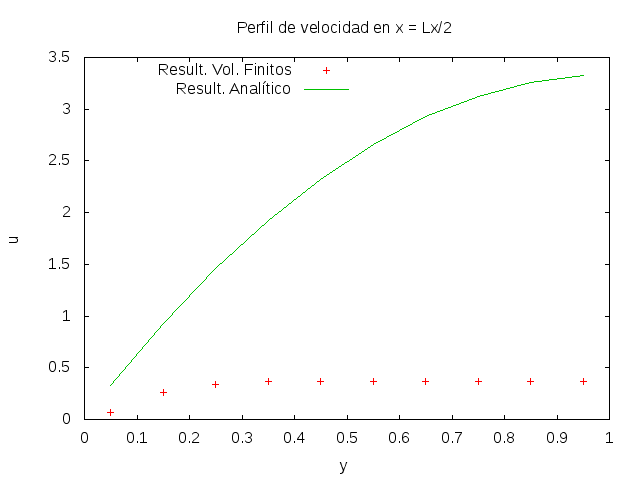 Perfil de velocidad en x = Lx/2
Result. Vol. Finitos
Result. Analítico
3.5
3
2.5
2
1.5
1
0.5
0
u
0 0.1 0.2 0.3 0.4 0.5 0.6 0.7 0.8 0.9 1
y